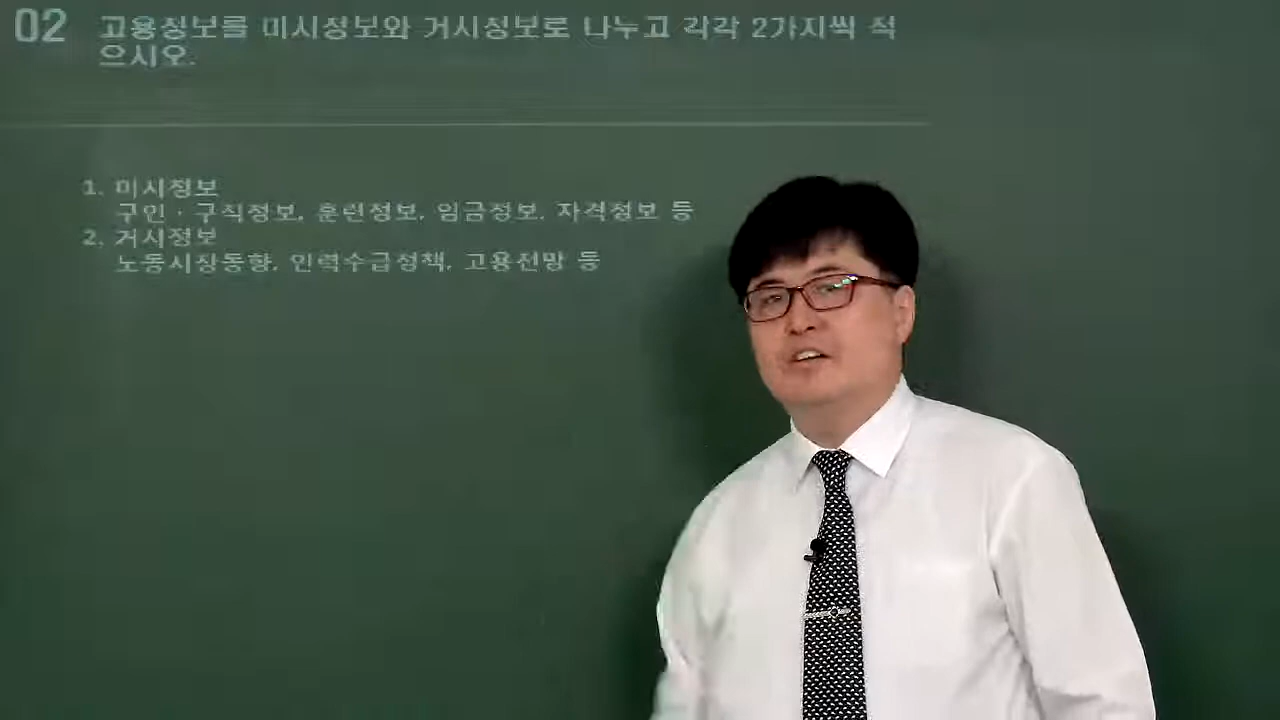 02 고용정보를 미시정보와 거시정보로 나누고 각각 2가지씩 적
으시오.
1. 미시정보
구인 · 구직정보, 훈련정보, 임금정보, 자격정보 등
2. 거시정보
노동시장동향, 인력수급정책, 고용전망 등